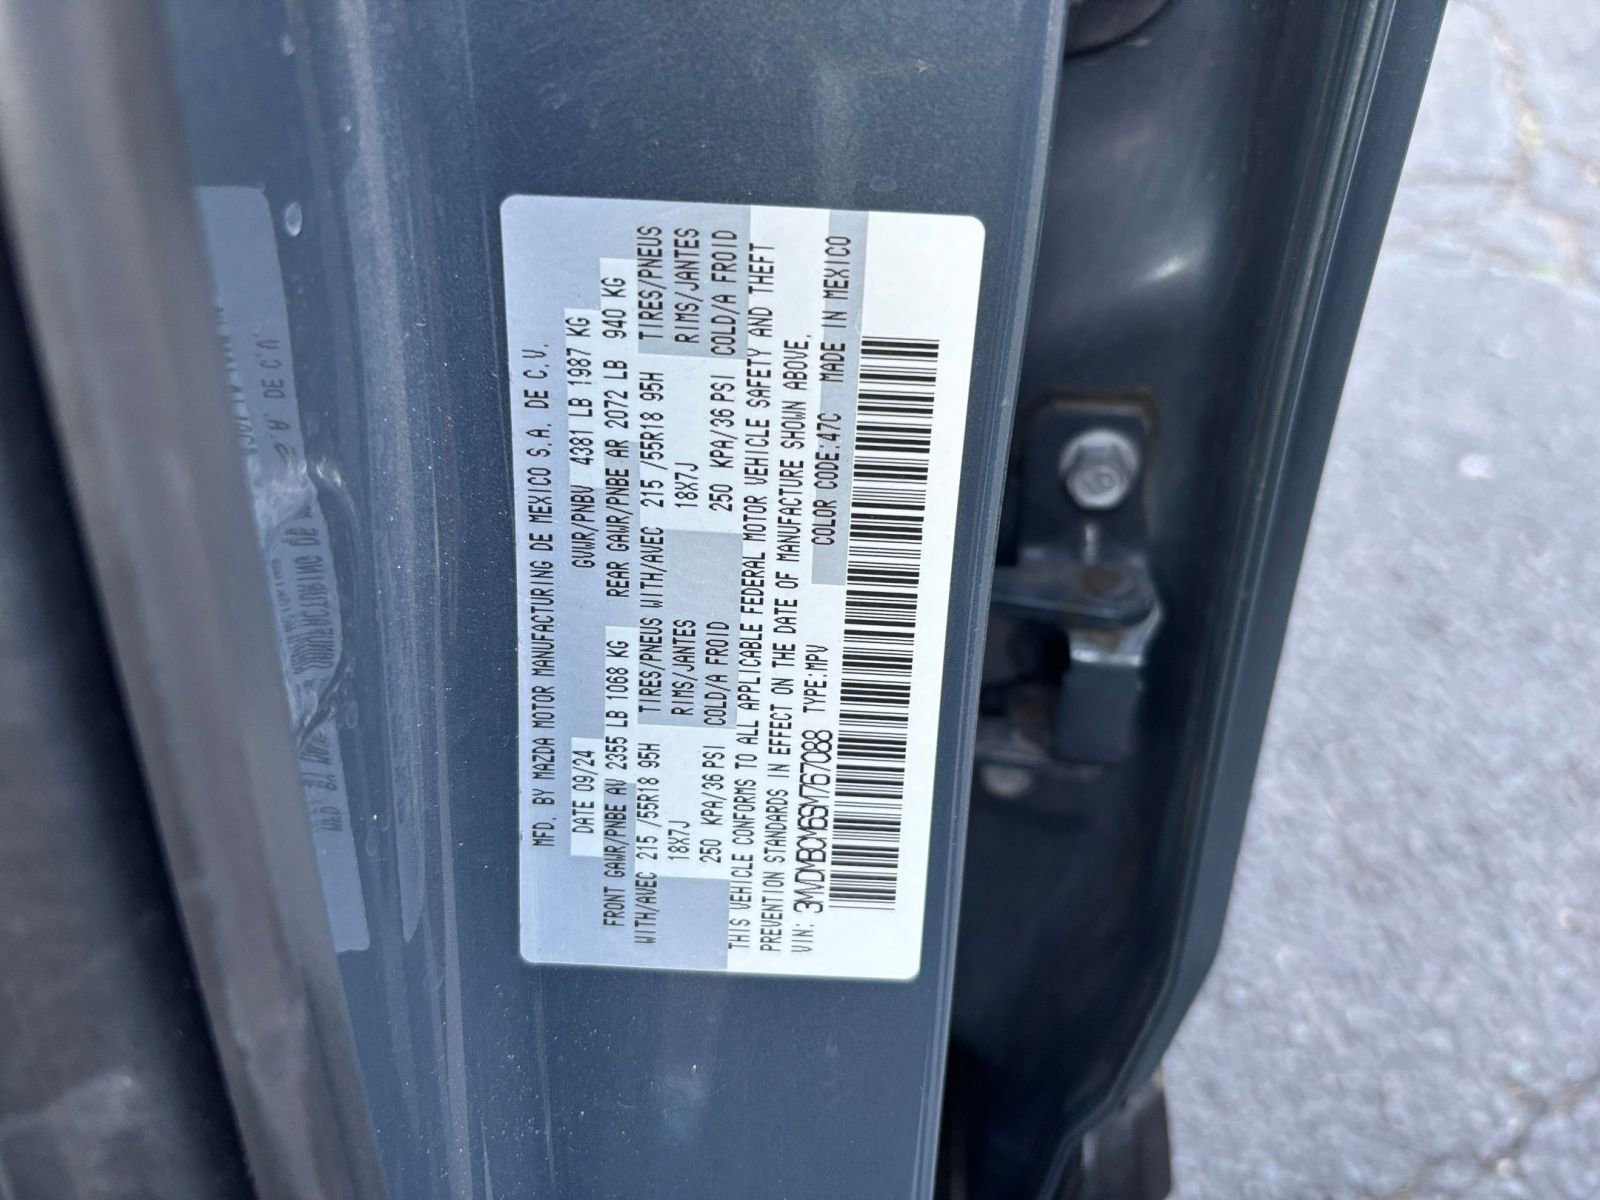 MFD. BY MAZDA MOTOR MANUFACTURING DE MEXICO S.A. DE C.V.
DATE 09/24 GVWR/PNBV 4381 LB 1987 KG
FRONT GAWR/PNBE AV 2355 LB 1068 KG REAR GAWR/PNBE AR 2072 LB 940 KG
WITH/AVEC 215 /55R18 95H TIRES/PNEUS WITH/AVEC 215 /55R18 95H TIRES/PNEUS
18X7J RIMS/JANTES 18X7J RIMS/JANTES
250 KPA/36 PSI COLD/A FROID 250 KPA/36 PSI COLD/A FROID
THIS VEHICLE CONFORMS TO ALL APPLICABLE FEDERAL MOTOR VEHICLE SAFETY AND THEFT
PREVENTION STANDARDS IN EFFECT ON THE DATE OF MANUFACTURE SHOWN ABOVE.
VIN: 3MVDMBCM6SM767088 TYPE:MPV COLOR CODE:47C MADE IN MEXICO